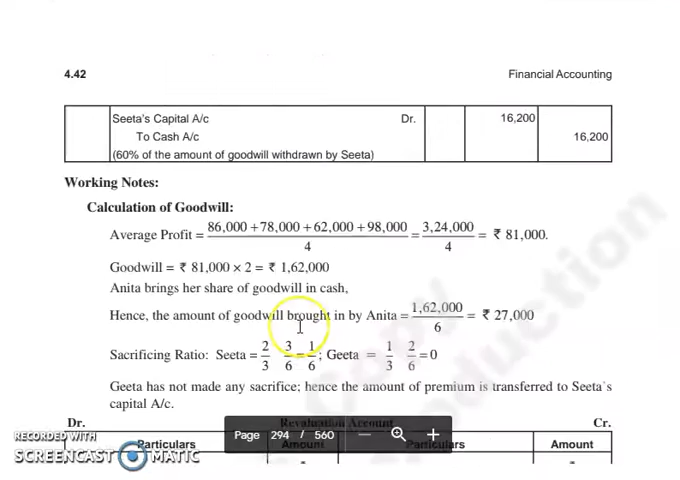 4.42 Financial Accounting
Seeta's Capital A/c Dr. 16,200
To Cash A/c 16,200
(60% of the amount of goodwill withdrawn by Seeta)
Working Notes:
Calculation of Goodwill:
Average Profit = 86,000 +78,000 + 62,000 + 98,000 / 4 = 3,24,000 / 4 = ₹ 81,000.
Goodwill = ₹ 81,000 × 2 = ₹ 1,62,000
Anita brings her share of goodwill in cash,
Hence, the amount of goodwill brought in by Anita = 1,62,000 / 6 = ₹ 27,000
Sacrificing Ratio: Seeta = 2/3 3/6 = 1/6; Geeta = 1/3 2/6 = 0
Geeta has not made any sacrifice; hence the amount of premium is transferred to Seeta's
capital A/c.
Dr. Revaluation Account Cr.
Particulars Amount Particulars Amount
Page 294 / 560
RECORDED WITH
SCREENCAST MATIC
Copy